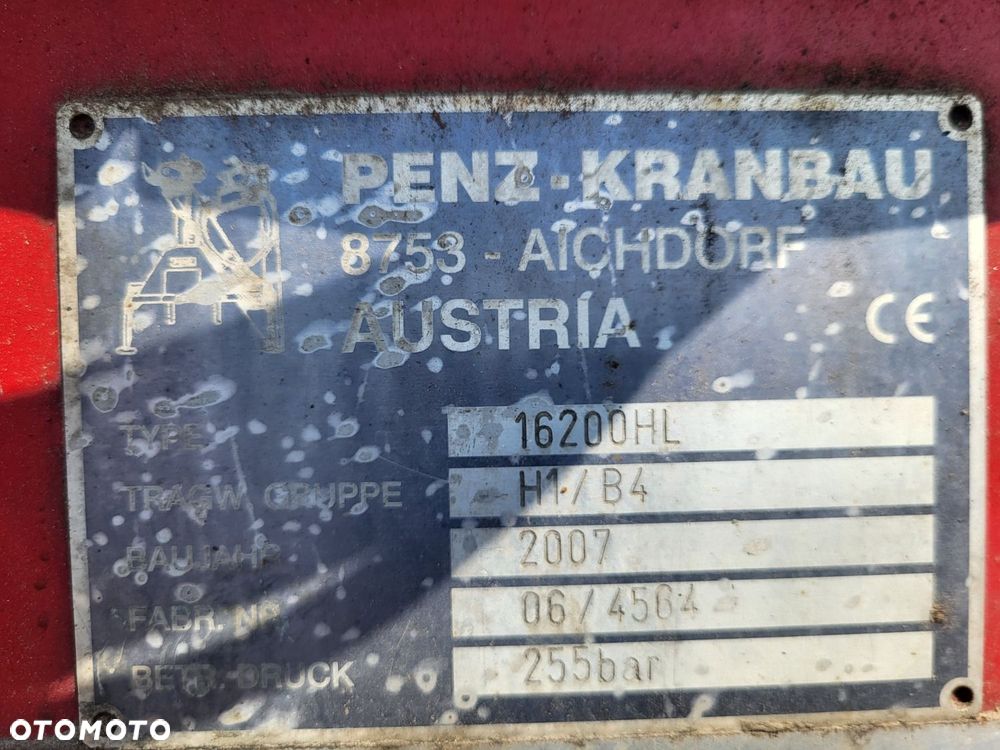 PENZ-KRANBAU
8753 - AICHDORF
AUSTRIA
CE
TYPE 16200HL
TRAGW. GRUPPE H1/B4
BAUJAHR 2007
FABR. NR. 06/4564
BETR. DRUCK 255bar
OTOMOTO